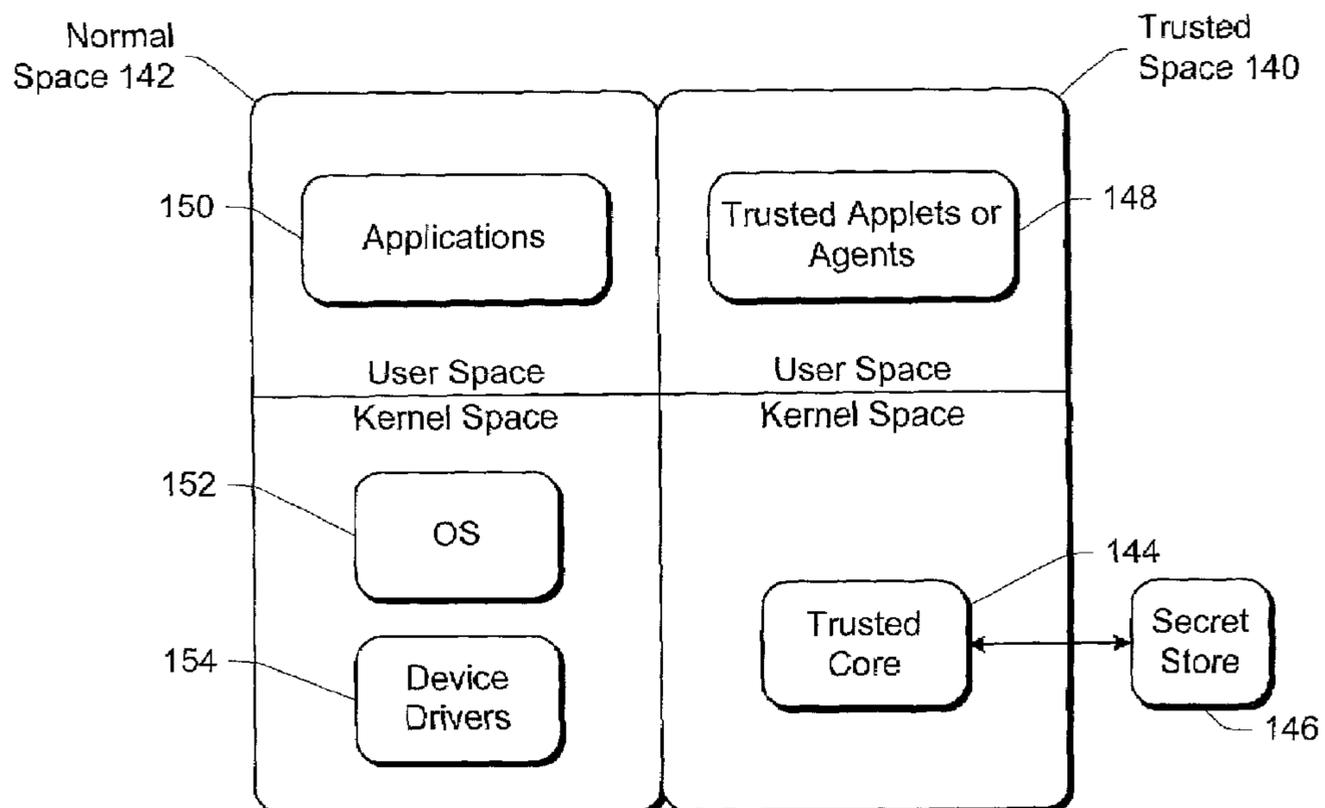 Normal
Space 142
Trusted
Space 140
150
Applications
Trusted Applets or
Agents
148
User Space
User Space
Kernel Space
Kernel Space
152
OS
144
Trusted
Core
Secret
Store
154
Device
Drivers
146